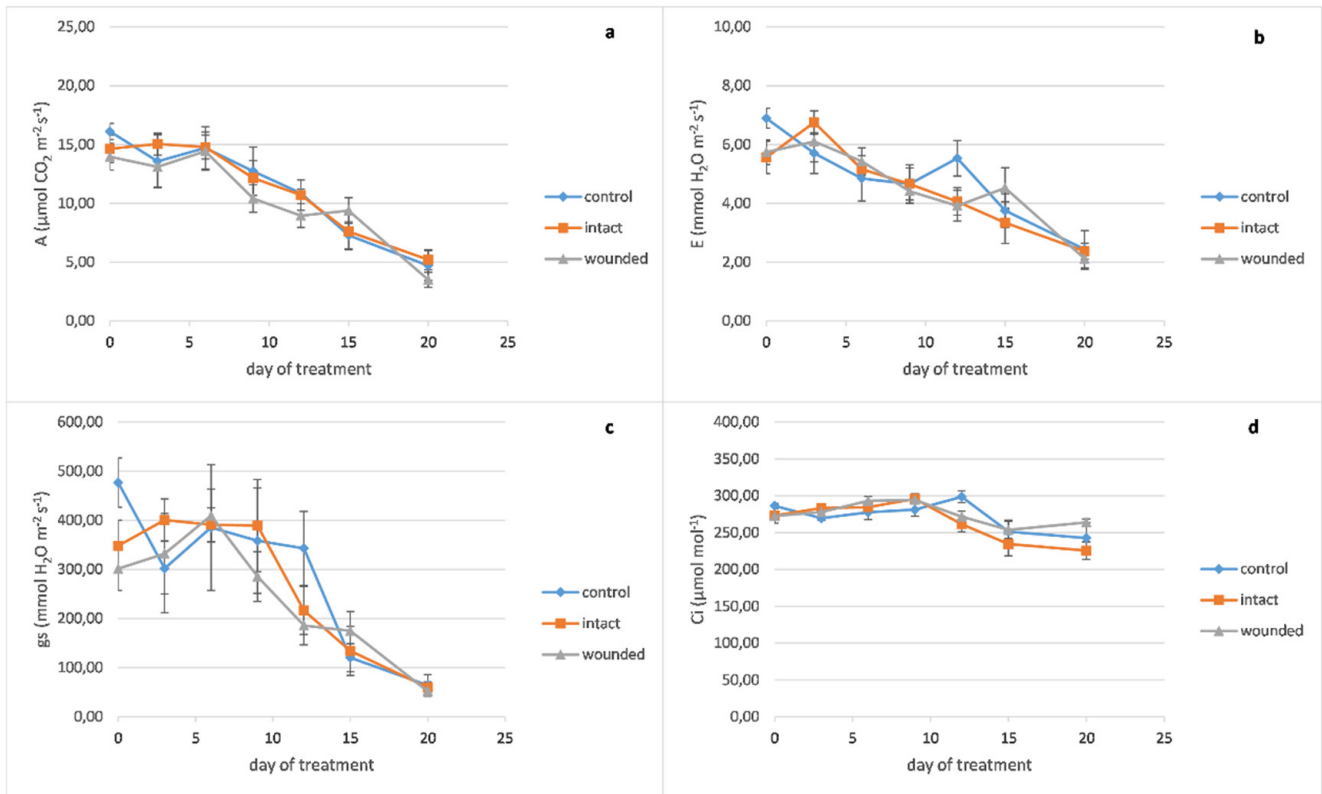 a
25,00
20,00
15,00
10,00
5,00
0,00
A (µmol CO₂ m⁻² s⁻¹)
0 5 10 15 20 25
day of treatment
control
intact
wounded
b
10,00
8,00
6,00
4,00
2,00
0,00
E (mmol H₂O m⁻² s⁻¹)
0 5 10 15 20 25
day of treatment
control
intact
wounded
c
600,00
500,00
400,00
300,00
200,00
100,00
0,00
gs (mmol H₂O m⁻² s⁻¹)
0 5 10 15 20 25
day of treatment
control
intact
wounded
d
400,00
350,00
300,00
250,00
200,00
150,00
100,00
50,00
0,00
Ci (µmol mol⁻¹)
0 5 10 15 20 25
day of treatment
control
intact
wounded